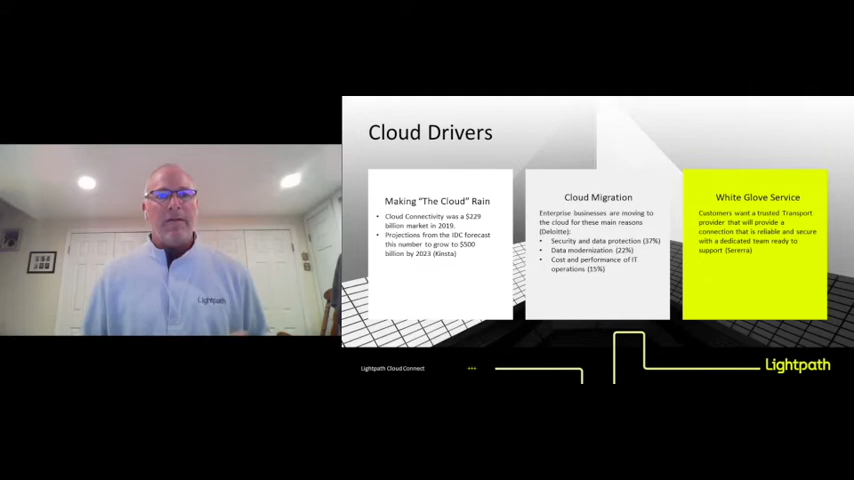 Cloud Drivers
Making “The Cloud” Rain
• Cloud Connectivity was a $229
billion market in 2019.
• Projections from the IDC forecast
this number to grow to $500
billion by 2023 (Kinsta)
Cloud Migration
Enterprise businesses are moving to
the cloud for these main reasons
(Deloitte):
• Security and data protection (37%)
• Data modernization (22%)
• Cost and performance of IT
operations (15%)
White Glove Service
Customers want a trusted Transport
provider that will provide a
connection that is reliable and secure
with a dedicated team ready to
support (Sererra)
Lightpath
Lightpath Cloud Connect
+++
Lightpath